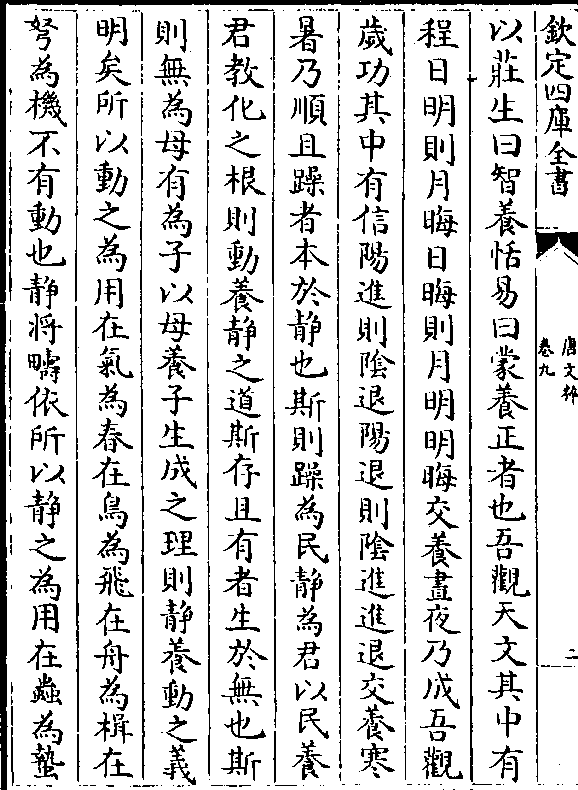 欽定四庫全書
唐文粹
卷九
二
以莊生曰智養恬易曰蒙養正者也吾觀天文其中有
程日明則月晦日晦則月明明晦交養晝夜乃成吾觀
歲功其中有信陽進則陰退陽退則陰進進退交養寒
暑乃順且躁者本於靜也斯則躁為民靜為君以民養
君教化之根則動養靜之道斯存且有者生於無也斯
則無為母有為子以母養子生成之理則靜養動之義
明矣所以動之為用在氣為春在鳥為飛在舟為楫在
弩為機不有動也靜將疇依所以靜之為用在蟲為蟄